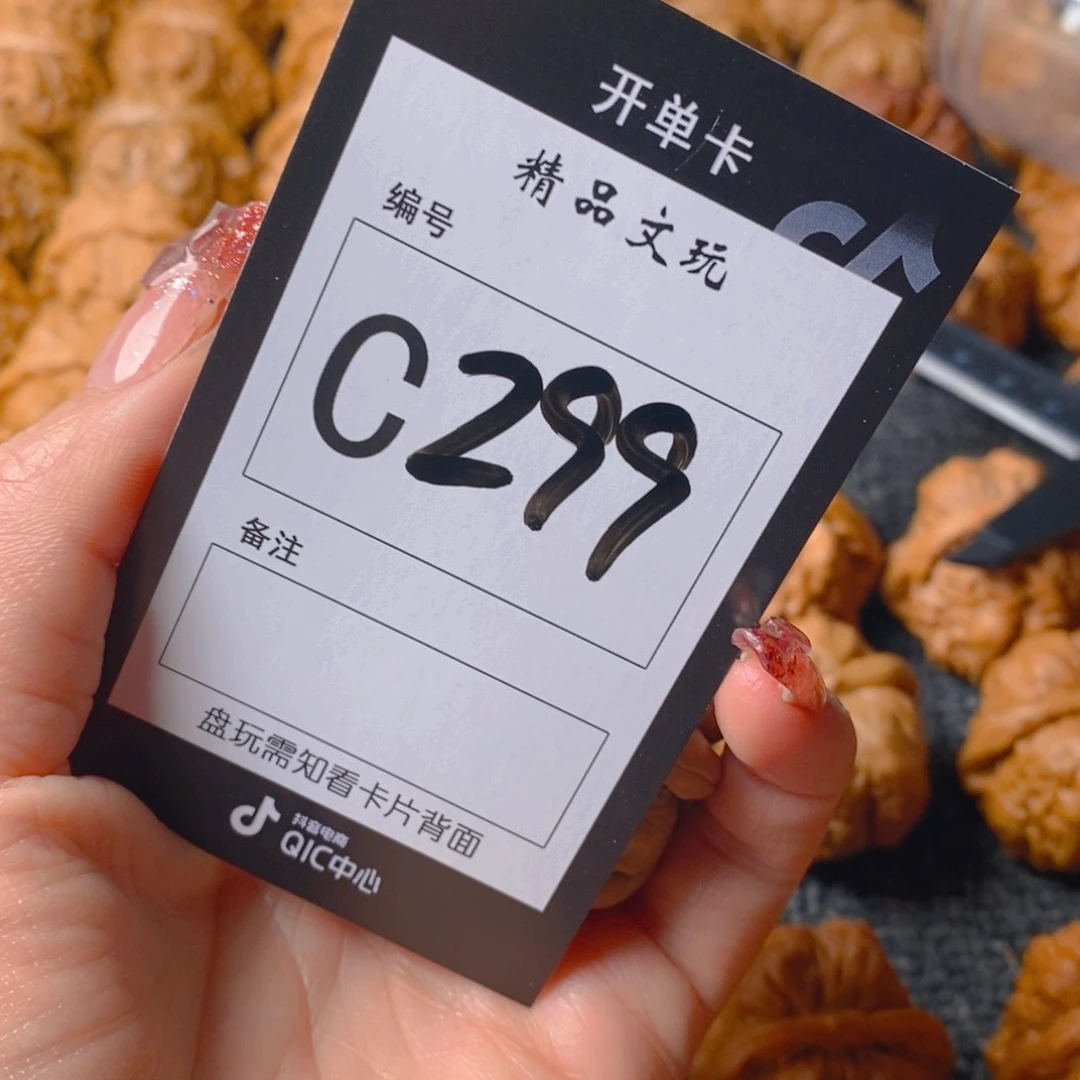 开单卡
精品文玩
编号
C299
备注
盘玩需知看卡片背面
抖音电商
QIC中心